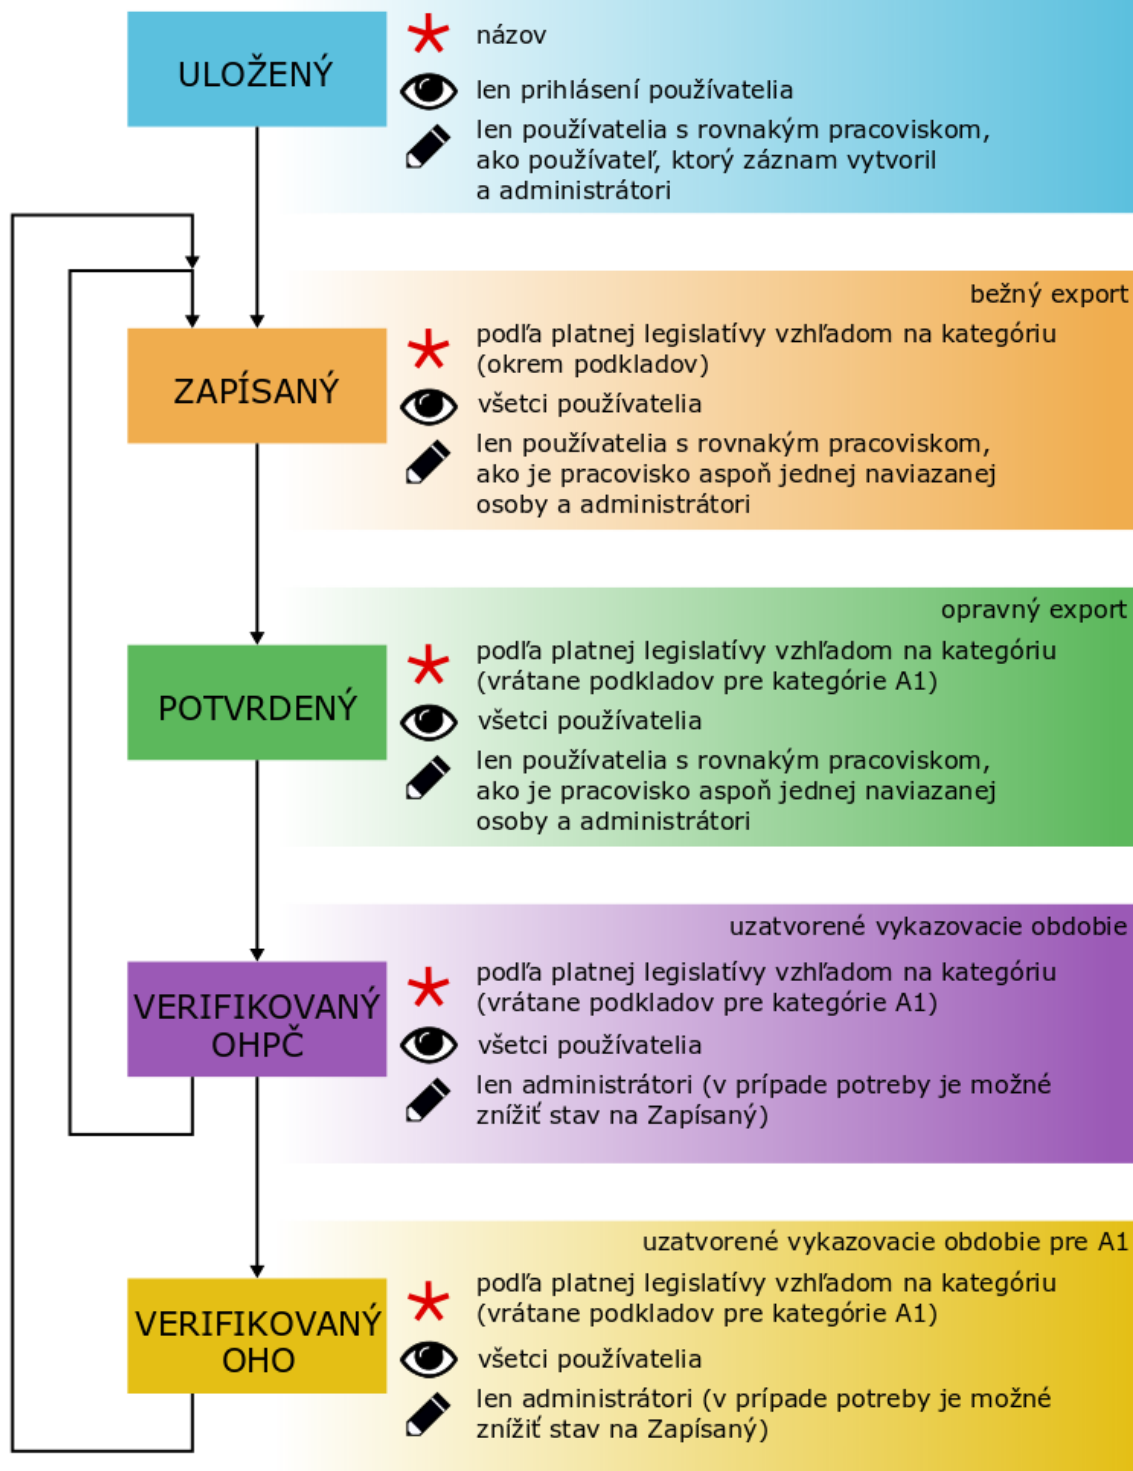 ULOŽENÝ
názov
len prihlásení používatelia
len používatelia s rovnakým pracoviskom,
ako používateľ, ktorý záznam vytvoril
a administrátori
bežný export
ZAPÍSANÝ
podľa platnej legislatívy vzhľadom na kategóriu
(okrem podkladov)
všetci používatelia
len používatelia s rovnakým pracoviskom,
ako je pracovisko aspoň jednej naviazanej
osoby a administrátori
opravný export
POTVRDENÝ
podľa platnej legislatívy vzhľadom na kategóriu
(vrátane podkladov pre kategórie A1)
všetci používatelia
len používatelia s rovnakým pracoviskom,
ako je pracovisko aspoň jednej naviazanej
osoby a administrátori
uzatvorené vykazovacie obdobie
VERIFIKOVANÝ
OHPČ
podľa platnej legislatívy vzhľadom na kategóriu
(vrátane podkladov pre kategórie A1)
všetci používatelia
len administrátori (v prípade potreby je možné
znížiť stav na Zapísaný)
uzatvorené vykazovacie obdobie pre A1
VERIFIKOVANÝ
OHO
podľa platnej legislatívy vzhľadom na kategóriu
(vrátane podkladov pre kategórie A1)
všetci používatelia
len administrátori (v prípade potreby je možné
znížiť stav na Zapísaný)